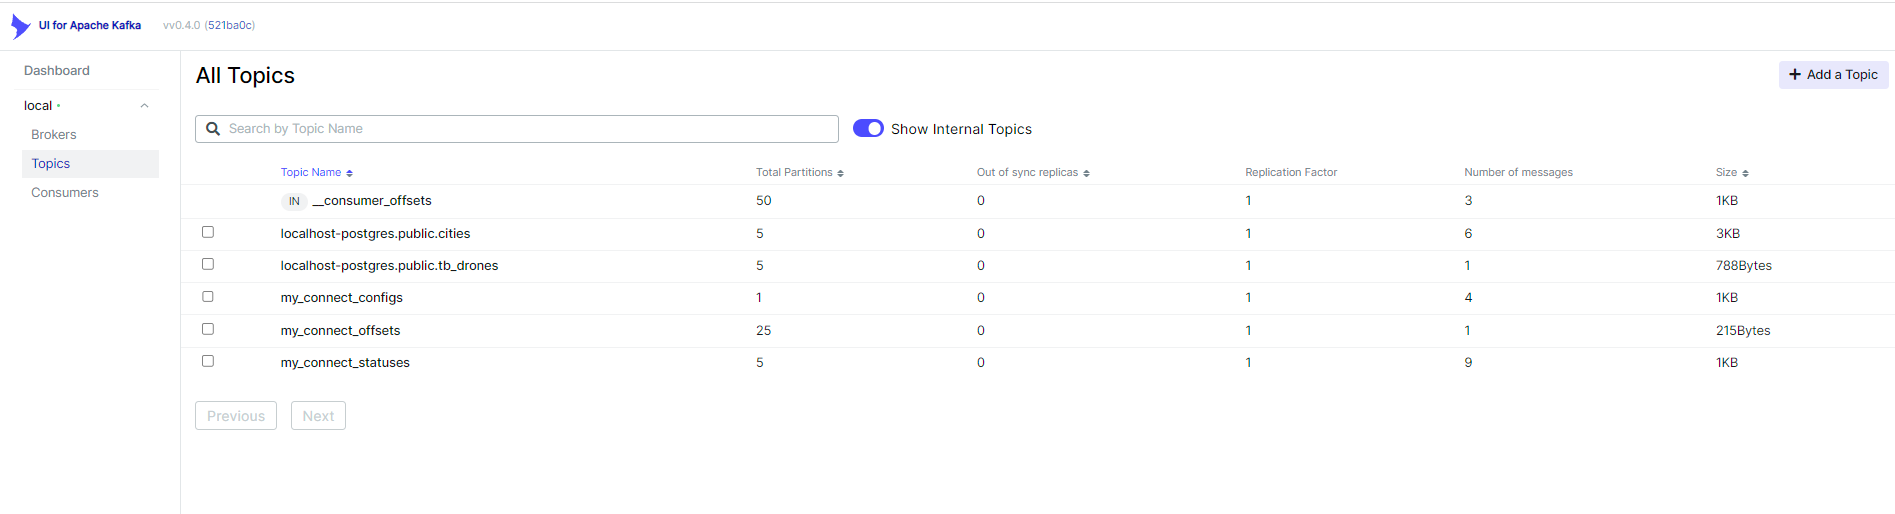 UI for Apache Kafka vv0.4.0 (521ba0c)
Dashboard
local
Brokers
Topics
Consumers
All Topics
+ Add a Topic
Search by Topic Name
Show Internal Topics
Topic Name Total Partitions Out of sync replicas Replication Factor Number of messages Size
IN __consumer_offsets 50 0 1 3 1KB
localhost-postgres.public.cities 5 0 1 6 3KB
localhost-postgres.public.tb_drones 5 0 1 1 788Bytes
my_connect_configs 1 0 1 4 1KB
my_connect_offsets 25 0 1 1 215Bytes
my_connect_statuses 5 0 1 9 1KB
Previous Next